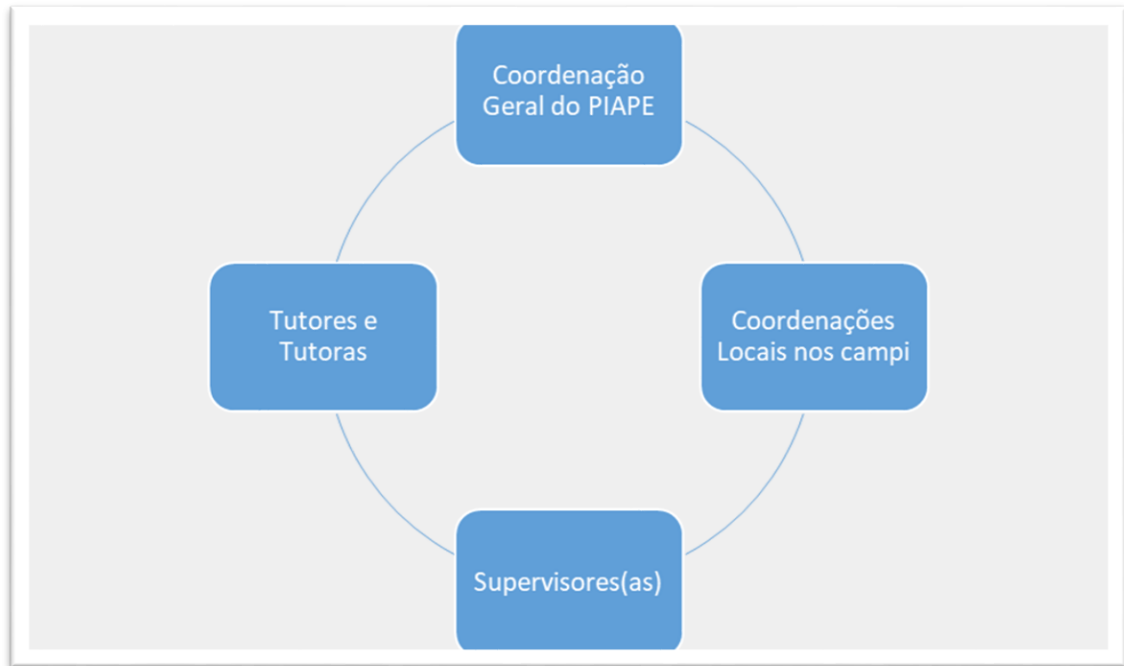 Coordenação
Geral do PIAPE
Tutores e
Tutoras
Coordenações
Locais nos campi
Supervisores(as)